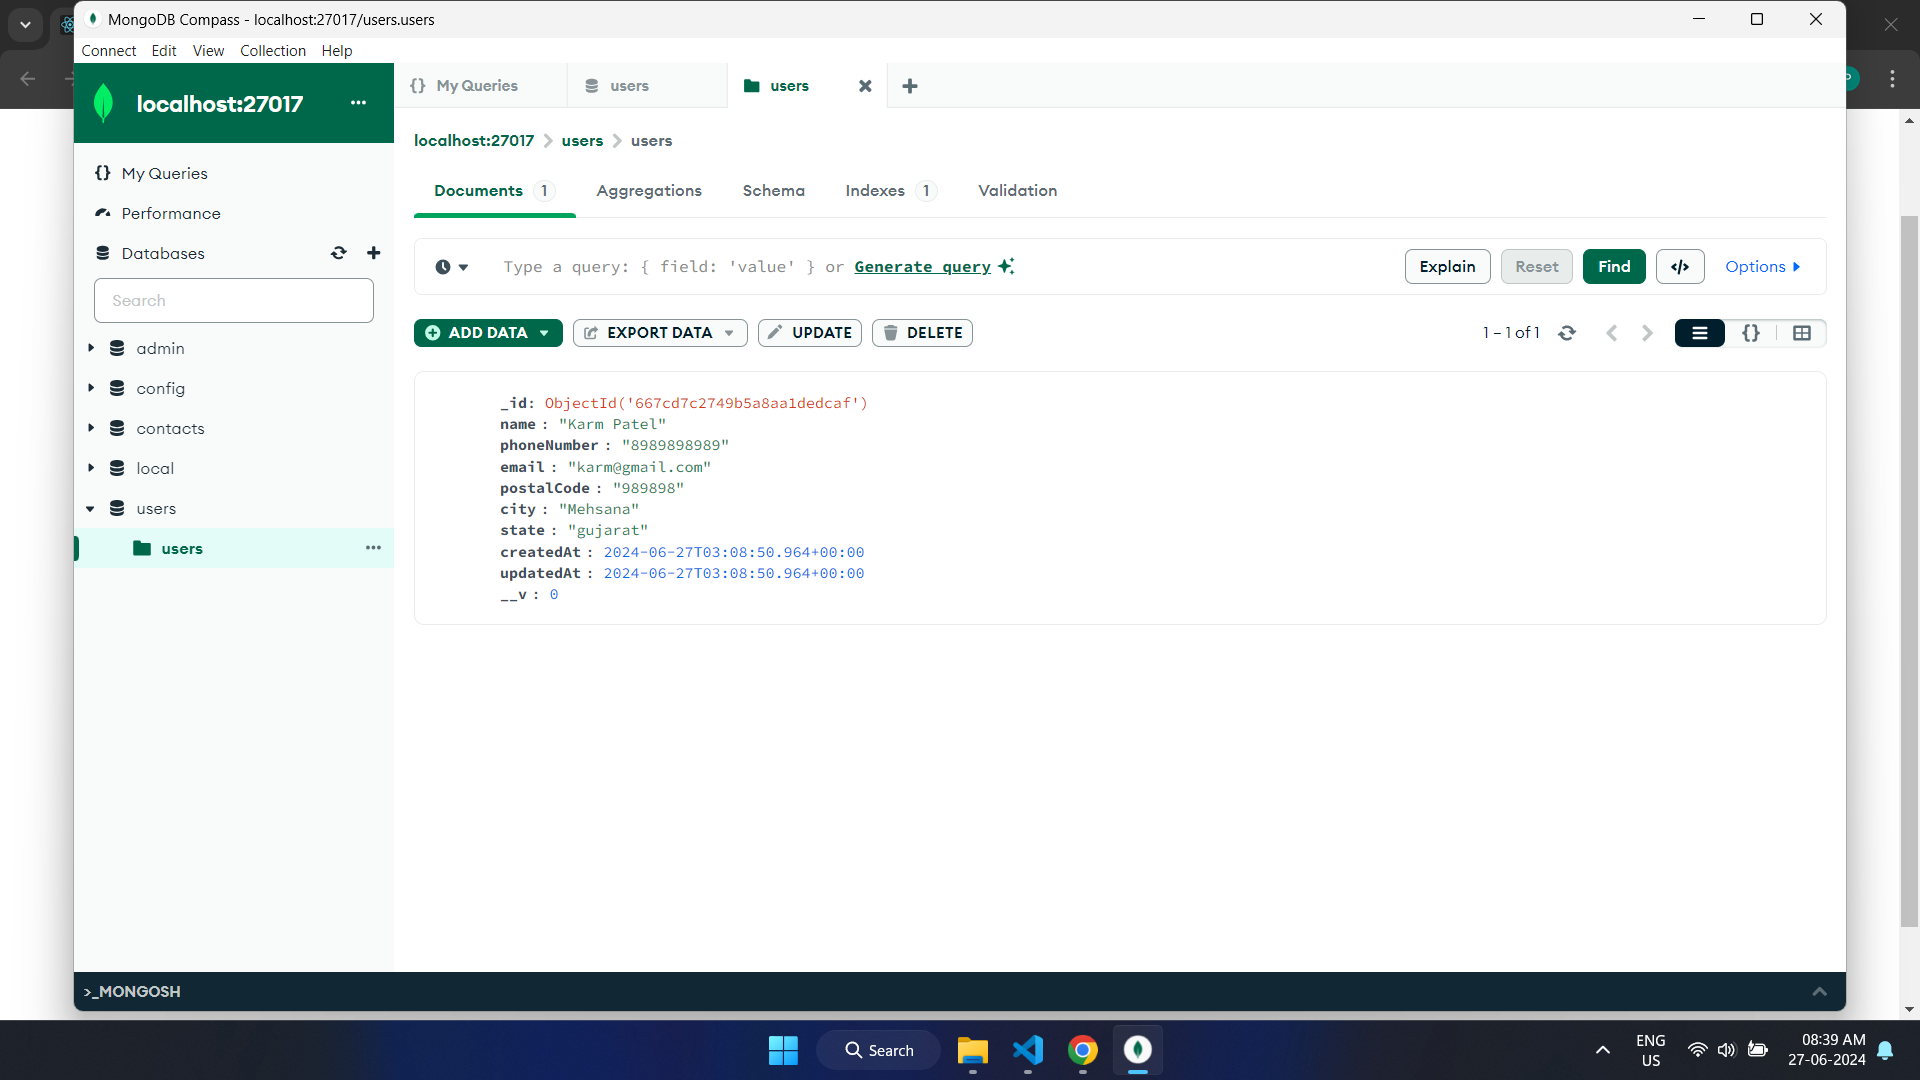 MongoDB Compass - localhost:27017/users.users
Connect Edit View Collection Help
localhost:27017 ···
{} My Queries
users
users
localhost:27017 > users > users
My Queries
Performance
Databases
Search
admin
config
contacts
local
users
users
Documents 1 Aggregations Schema Indexes 1 Validation
Type a query: { field: 'value' } or Generate query
Explain Reset Find </> Options
ADD DATA EXPORT DATA UPDATE DELETE
1 – 1 of 1
{}
_id: ObjectId('667cd7c2749b5a8aa1dedcaf')
name : "Karm Patel"
phoneNumber : "8989898989"
email : "karm@gmail.com"
postalCode : "989898"
city : "Mehsana"
state : "gujarat"
createdAt : 2024-06-27T03:08:50.964+00:00
updatedAt : 2024-06-27T03:08:50.964+00:00
__v : 0
>_MONGOSH
Search
ENG
US
08:39 AM
27-06-2024